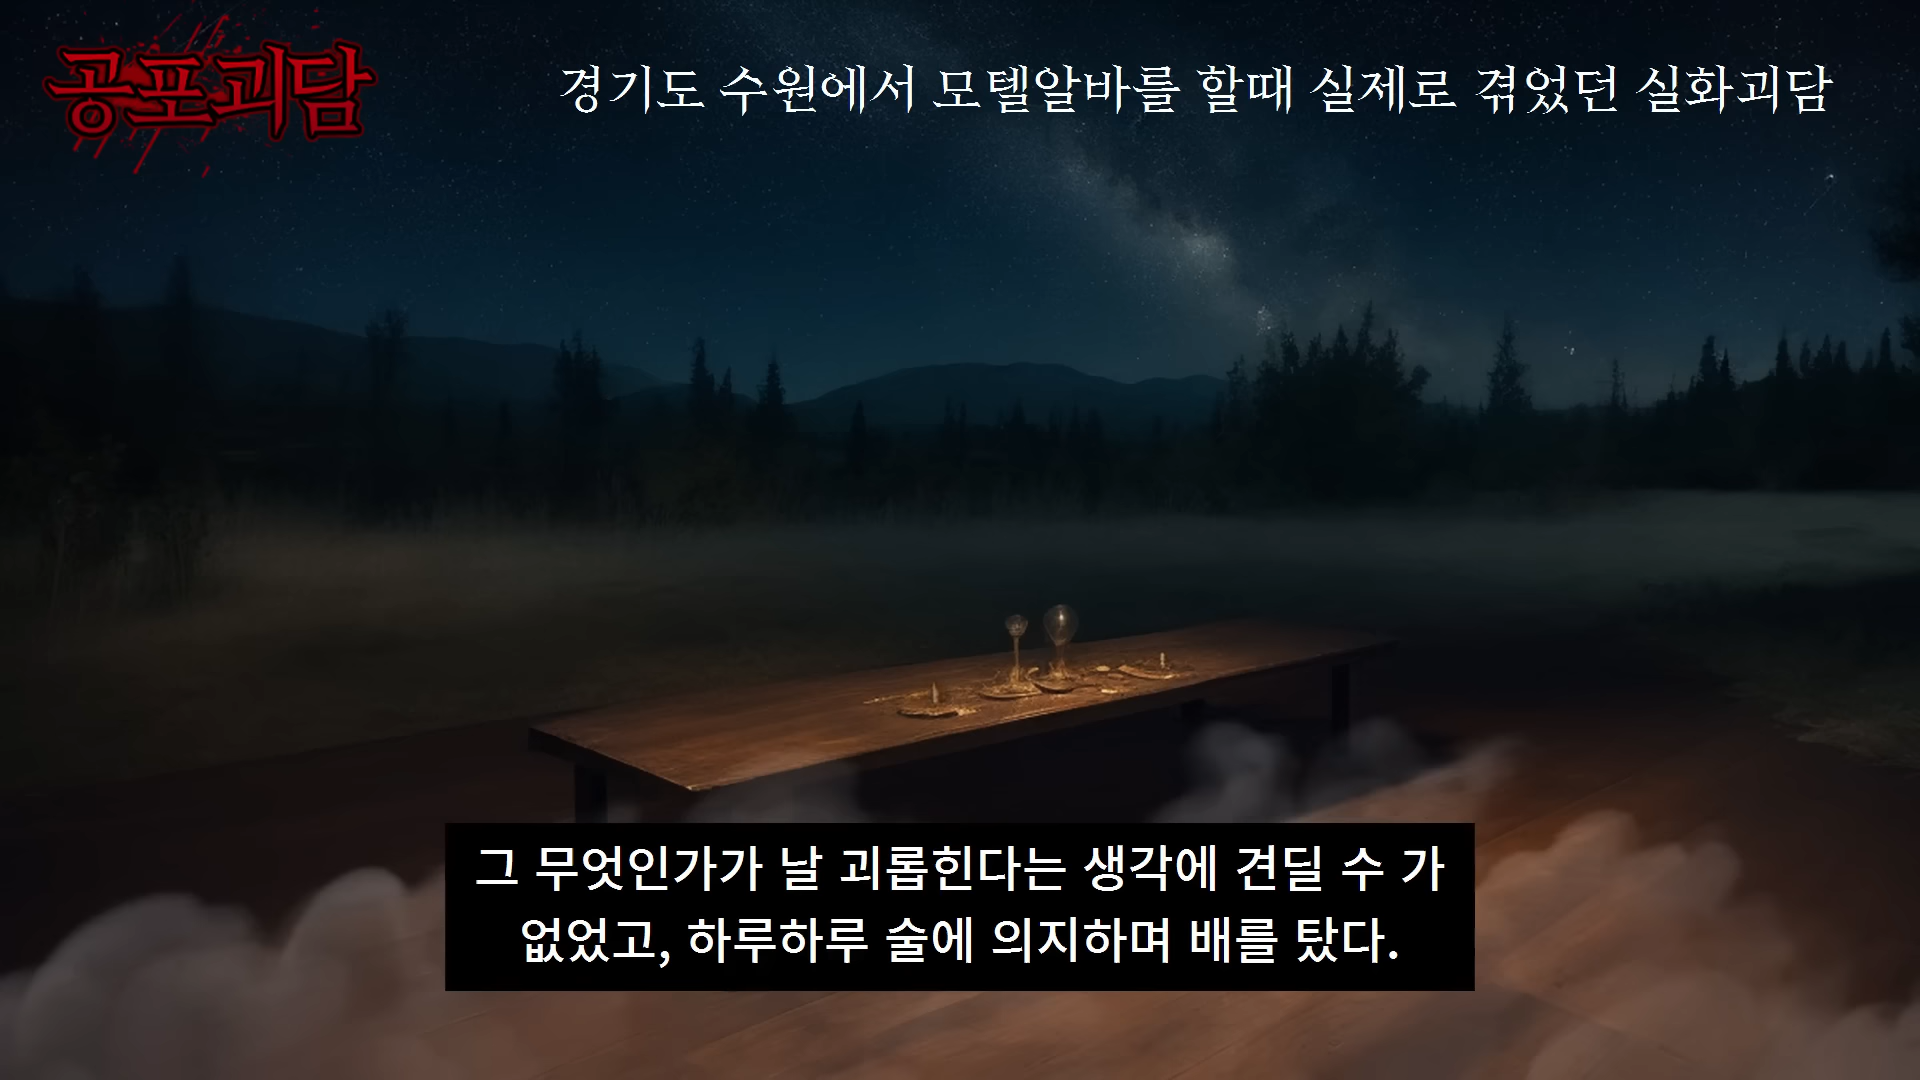 공포괴담
경기도 수원에서 모텔알바를 할때 실제로 겪었던 실화괴담
그 무엇인가가 날 괴롭힌다는 생각에 견딜 수 가
없었고, 하루하루 술에 의지하며 배를 탔다.